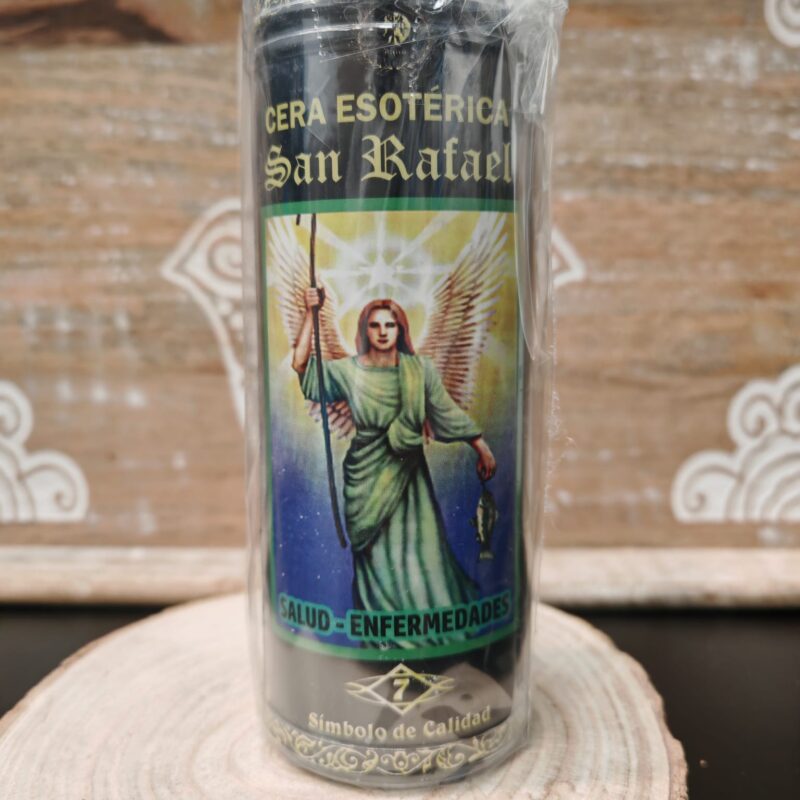 CERA ESOTÉRICA
San Rafael
SALUD - ENFERMEDADES
7
Símbolo de Calidad